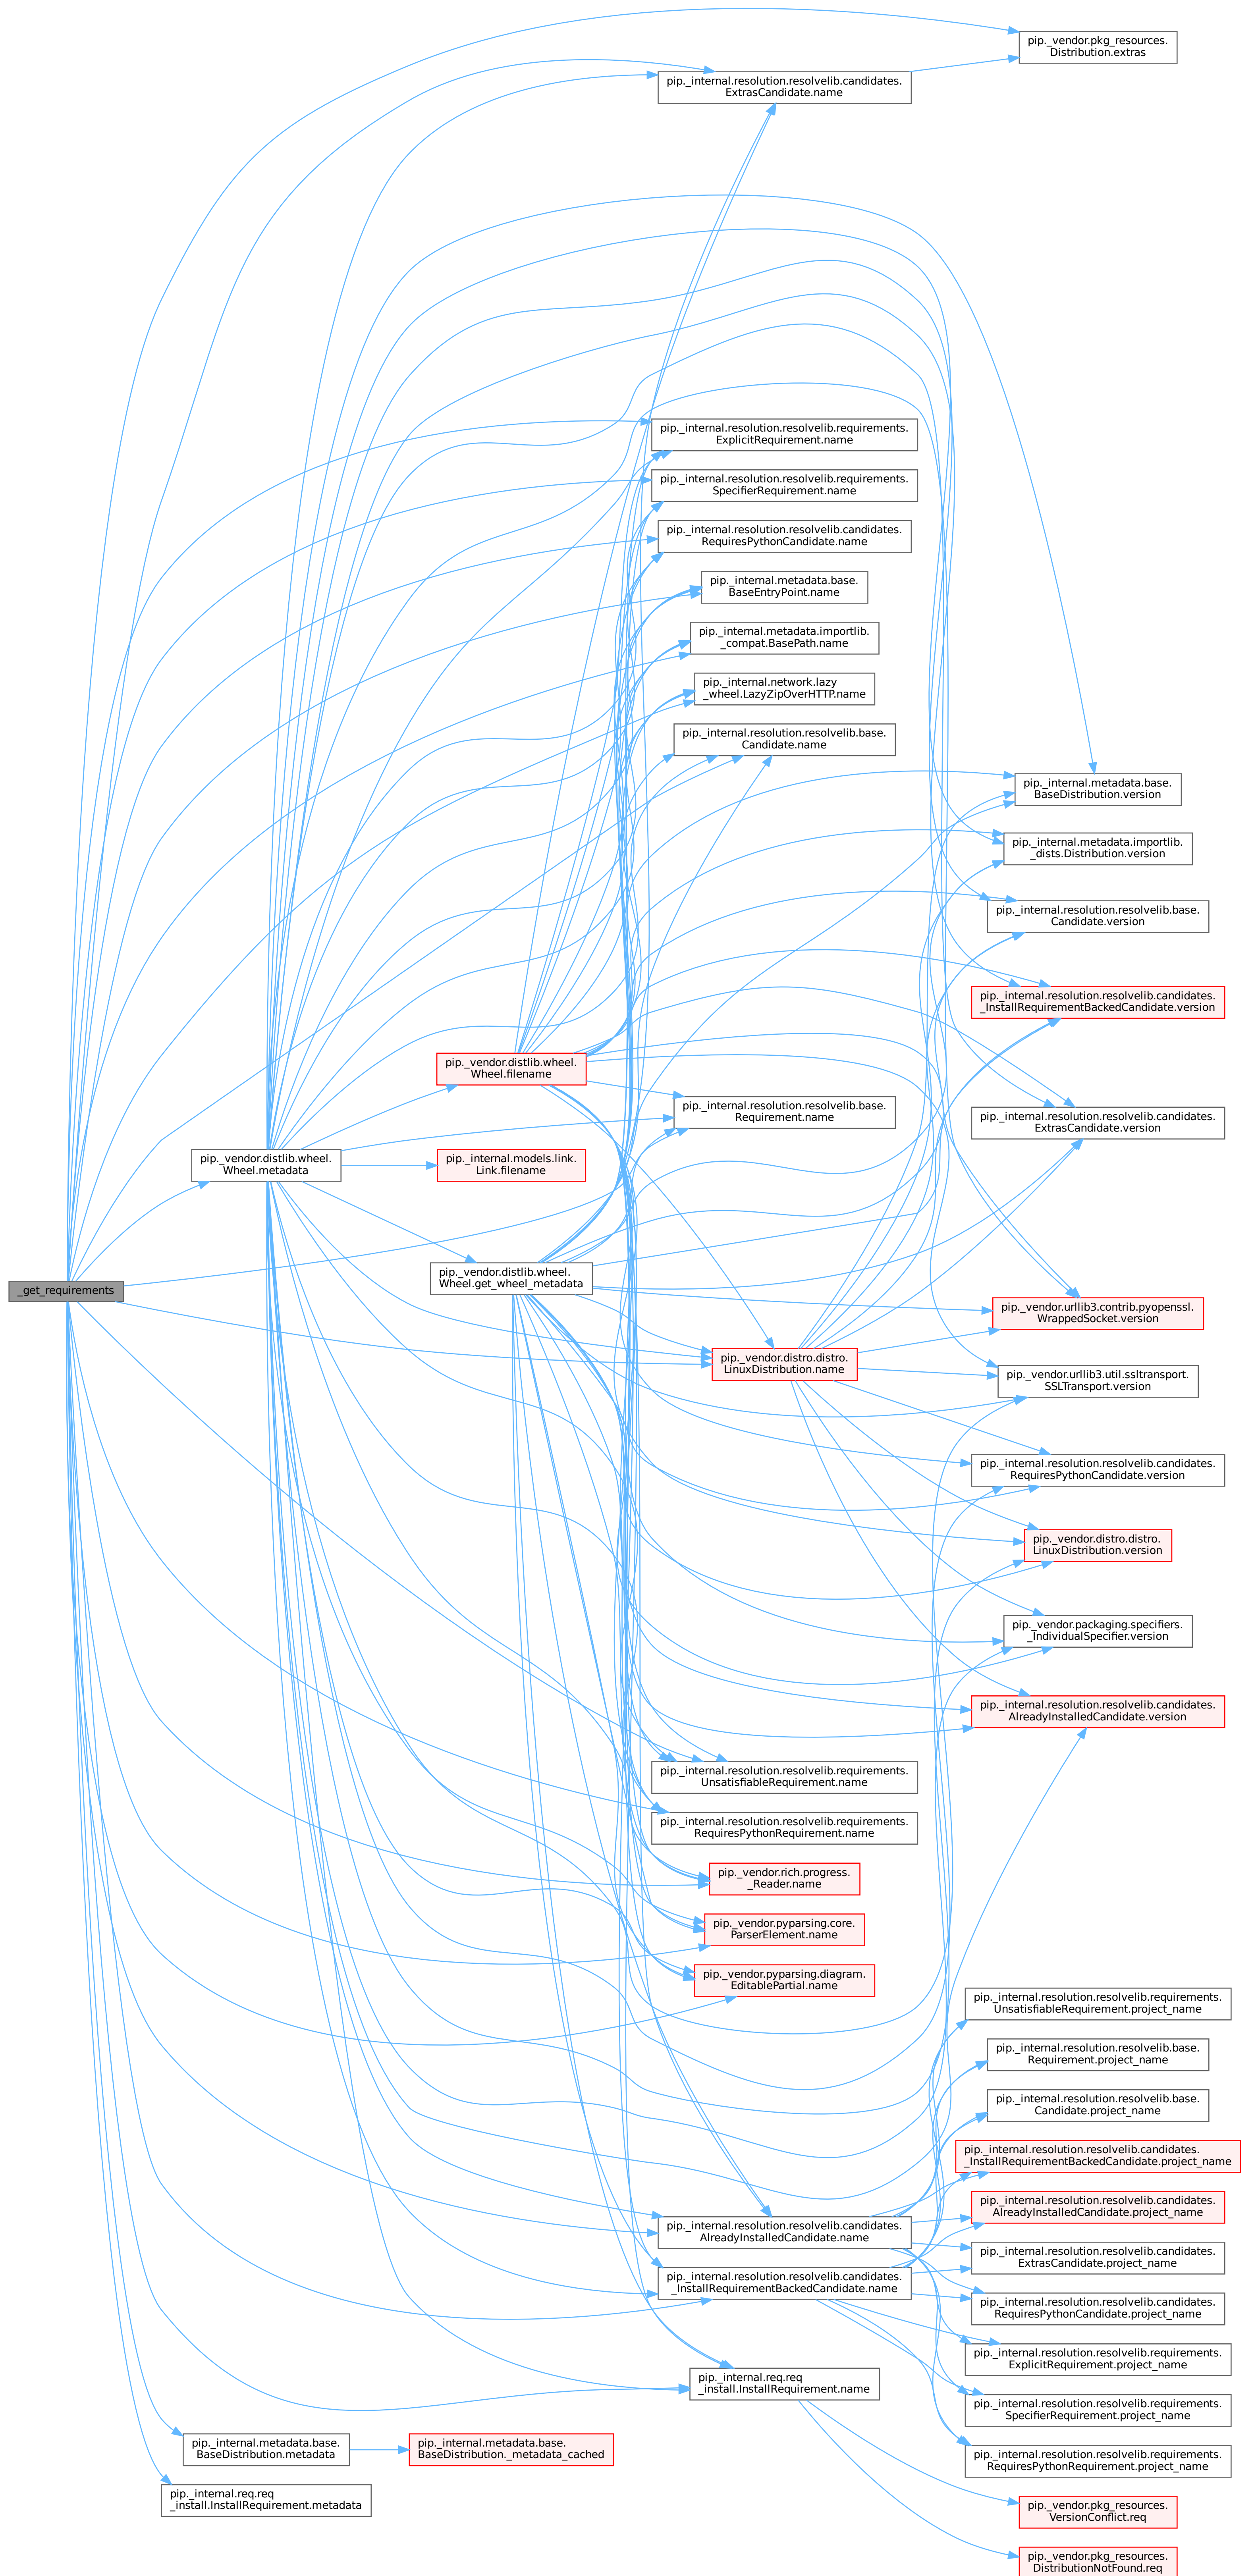 pip._vendor.pkg_resources.
Distribution.extras
pip._internal.resolution.resolvelib.candidates.
ExtrasCandidate.name
pip._internal.resolution.resolvelib.requirements.
ExplicitRequirement.name
pip._internal.resolution.resolvelib.requirements.
SpecifierRequirement.name
pip._internal.resolution.resolvelib.candidates.
RequiresPythonCandidate.name
pip._internal.metadata.base.
BaseEntryPoint.name
pip._internal.metadata.importlib.
_compat.BasePath.name
pip._internal.network.lazy
_wheel.LazyZipOverHTTP.name
pip._internal.resolution.resolvelib.base.
Candidate.name
pip._internal.metadata.base.
BaseDistribution.version
pip._internal.metadata.importlib.
_dists.Distribution.version
pip._internal.resolution.resolvelib.base.
Candidate.version
pip._internal.resolution.resolvelib.candidates.
_InstallRequirementBackedCandidate.version
pip._vendor.distlib.wheel.
Wheel.filename
pip._internal.resolution.resolvelib.base.
Requirement.name
pip._internal.resolution.resolvelib.candidates.
ExtrasCandidate.version
pip._vendor.distlib.wheel.
Wheel.metadata
pip._internal.models.link.
Link.filename
_get_requirements
pip._vendor.distlib.wheel.
Wheel.get_wheel_metadata
pip._vendor.urllib3.contrib.pyopenssl.
WrappedSocket.version
pip._vendor.distro.distro.
LinuxDistribution.name
pip._vendor.urllib3.util.ssltransport.
SSLTransport.version
pip._internal.resolution.resolvelib.candidates.
RequiresPythonCandidate.version
pip._vendor.distro.distro.
LinuxDistribution.version
pip._vendor.packaging.specifiers.
_IndividualSpecifier.version
pip._internal.resolution.resolvelib.candidates.
AlreadyInstalledCandidate.version
pip._internal.resolution.resolvelib.requirements.
UnsatisfiableRequirement.name
pip._internal.resolution.resolvelib.requirements.
RequiresPythonRequirement.name
pip._vendor.rich.progress.
_Reader.name
pip._vendor.pyparsing.core.
ParserElement.name
pip._vendor.pyparsing.diagram.
EditablePartial.name
pip._internal.resolution.resolvelib.requirements.
UnsatisfiableRequirement.project_name
pip._internal.resolution.resolvelib.base.
Requirement.project_name
pip._internal.resolution.resolvelib.base.
Candidate.project_name
pip._internal.resolution.resolvelib.candidates.
_InstallRequirementBackedCandidate.project_name
pip._internal.resolution.resolvelib.candidates.
AlreadyInstalledCandidate.project_name
pip._internal.resolution.resolvelib.candidates.
AlreadyInstalledCandidate.name
pip._internal.resolution.resolvelib.candidates.
ExtrasCandidate.project_name
pip._internal.resolution.resolvelib.candidates.
_InstallRequirementBackedCandidate.name
pip._internal.resolution.resolvelib.candidates.
RequiresPythonCandidate.project_name
pip._internal.resolution.resolvelib.requirements.
ExplicitRequirement.project_name
pip._internal.req.req
_install.InstallRequirement.name
pip._internal.resolution.resolvelib.requirements.
SpecifierRequirement.project_name
pip._internal.metadata.base.
BaseDistribution.metadata
pip._internal.metadata.base.
BaseDistribution._metadata_cached
pip._internal.resolution.resolvelib.requirements.
RequiresPythonRequirement.project_name
pip._internal.req.req
_install.InstallRequirement.metadata
pip._vendor.pkg_resources.
VersionConflict.req
pip._vendor.pkg_resources.
DistributionNotFound.req